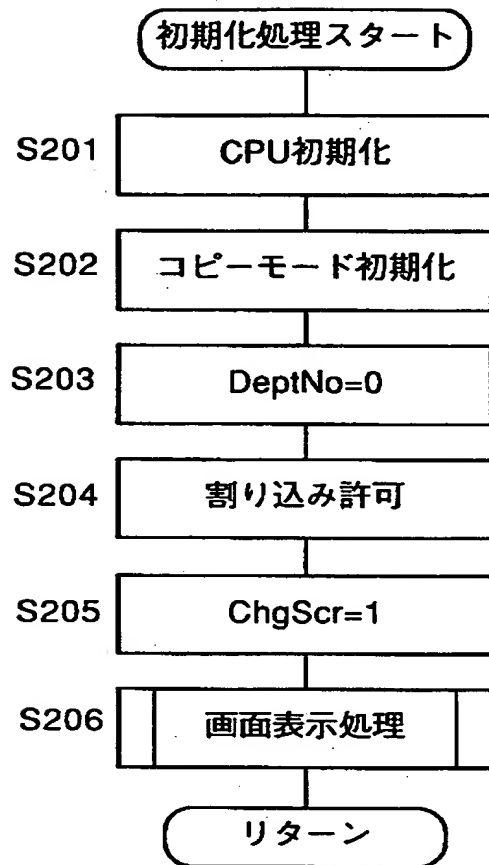 初期化処理スタート
S201 CPU初期化
S202 コピーモード初期化
S203 DeptNo=0
S204 割り込み許可
S205 ChgScr=1
S206 画面表示処理
リターン